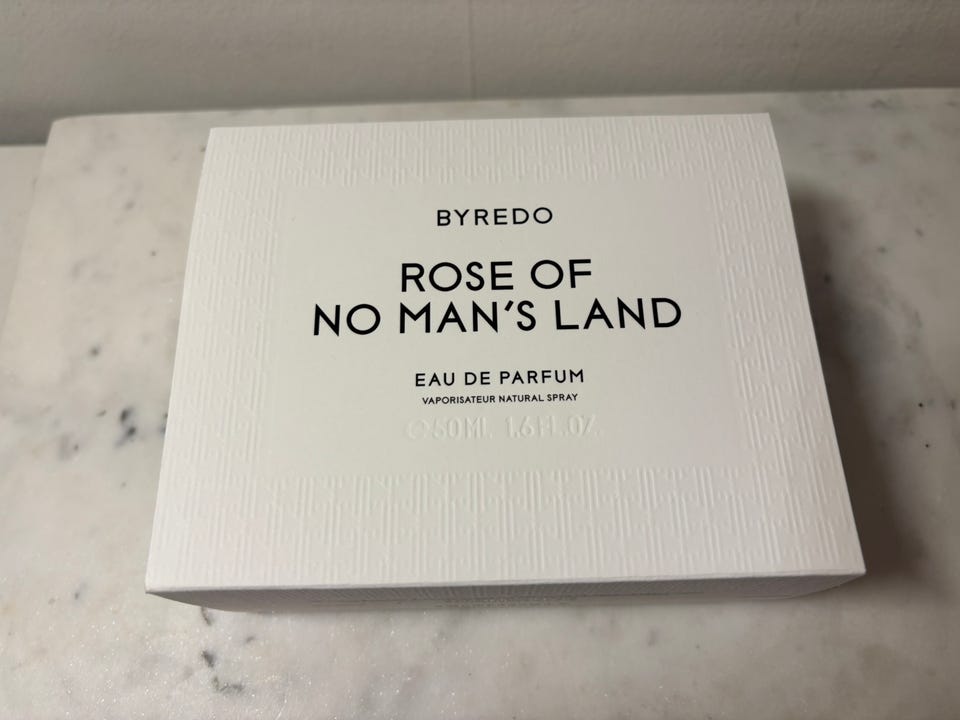 BYREDO
ROSE OF
NO MAN'S LAND
EAU DE PARFUM
VAPORISATEUR NATURAL SPRAY
℮50ML 1.6FL.OZ.